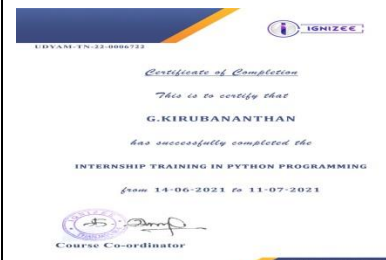 IGNIZEE
UDYAM-TN-22-0006722
Certificate of Completion
This is to certify that
G.KIRUBANANTHAN
has successfully completed the
INTERNSHIP TRAINING IN PYTHON PROGRAMMING
from 14-06-2021 to 11-07-2021
Course Co-ordinator